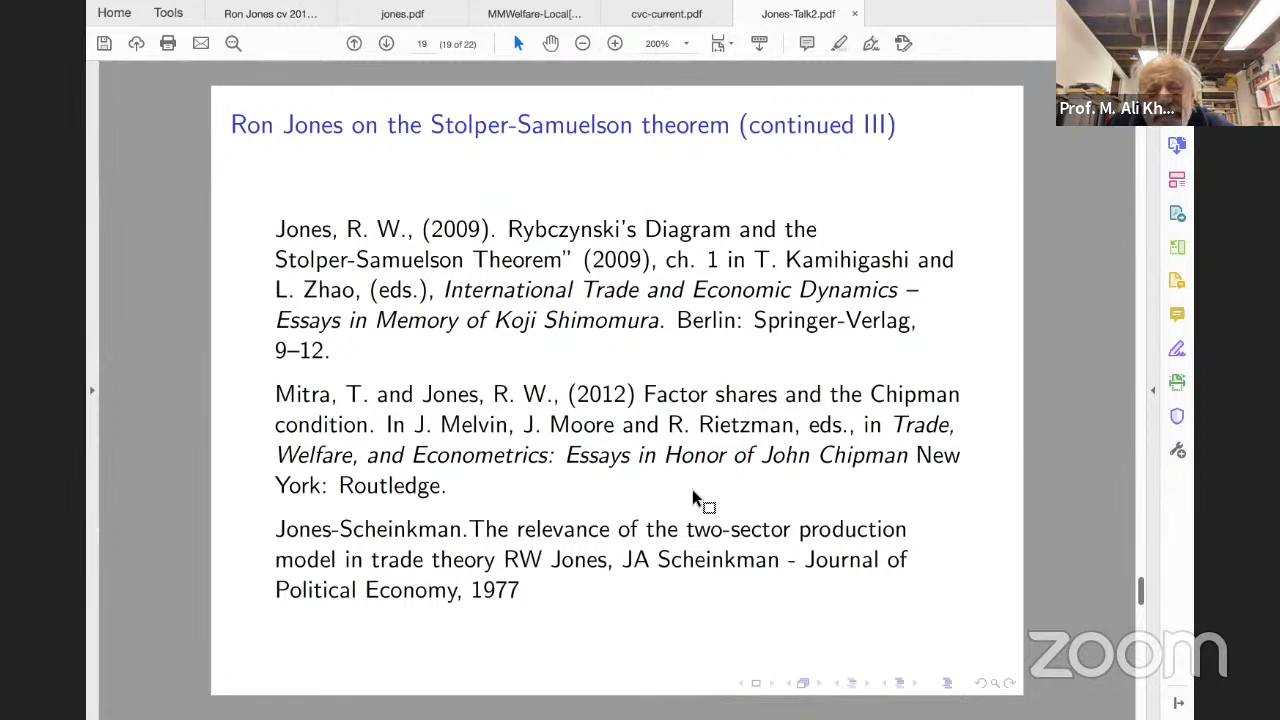 Home Tools Ron Jones cv 201... jones.pdf MMWelfare-Local[... cvc-current.pdf Jones-Talk2.pdf ×
19 (19 of 22) 200%
Prof. M. Ali Kh...
Ron Jones on the Stolper-Samuelson theorem (continued III)
Jones, R. W., (2009). Rybczynski's Diagram and the
Stolper-Samuelson Theorem” (2009), ch. 1 in T. Kamihigashi and
L. Zhao, (eds.), International Trade and Economic Dynamics –
Essays in Memory of Koji Shimomura. Berlin: Springer-Verlag,
9–12.
Mitra, T. and Jones, R. W., (2012) Factor shares and the Chipman
condition. In J. Melvin, J. Moore and R. Rietzman, eds., in Trade,
Welfare, and Econometrics: Essays in Honor of John Chipman New
York: Routledge.
Jones-Scheinkman.The relevance of the two-sector production
model in trade theory RW Jones, JA Scheinkman - Journal of
Political Economy, 1977
zoom